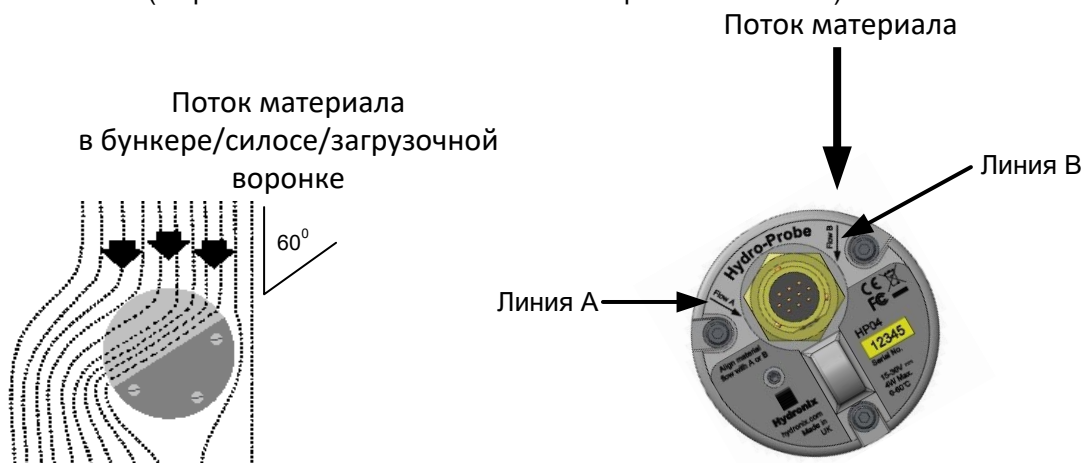 Поток материала
Поток материала
в бункере/силосе/загрузочной
воронке
60⁰
Линия B
Линия A
Hydro-Probe
Flow B
Flow A
CE
FC
HP04
12345
Serial No.
15-30V
4W Max.
0-60°C
Align material
flow with A or B
Hydronix
hydronix.com
Made in
UK